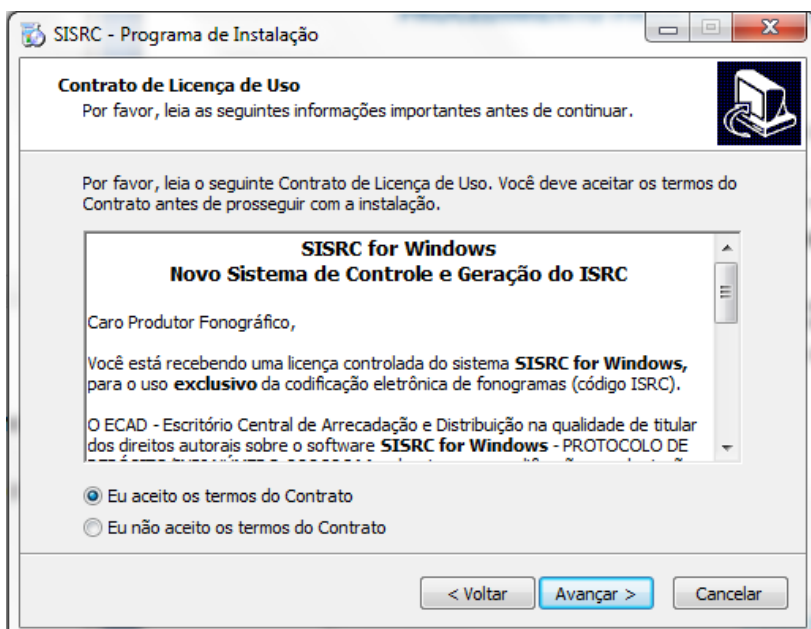 SISRC - Programa de Instalação
Contrato de Licença de Uso
Por favor, leia as seguintes informações importantes antes de continuar.
Por favor, leia o seguinte Contrato de Licença de Uso. Você deve aceitar os termos do
Contrato antes de prosseguir com a instalação.
SISRC for Windows
Novo Sistema de Controle e Geração do ISRC
Caro Produtor Fonográfico,
Você está recebendo uma licença controlada do sistema SISRC for Windows,
para o uso exclusivo da codificação eletrônica de fonogramas (código ISRC).
O ECAD - Escritório Central de Arrecadação e Distribuição na qualidade de titular
dos direitos autorais sobre o software SISRC for Windows - PROTOCOLO DE
Eu aceito os termos do Contrato
Eu não aceito os termos do Contrato
< Voltar
Avançar >
Cancelar